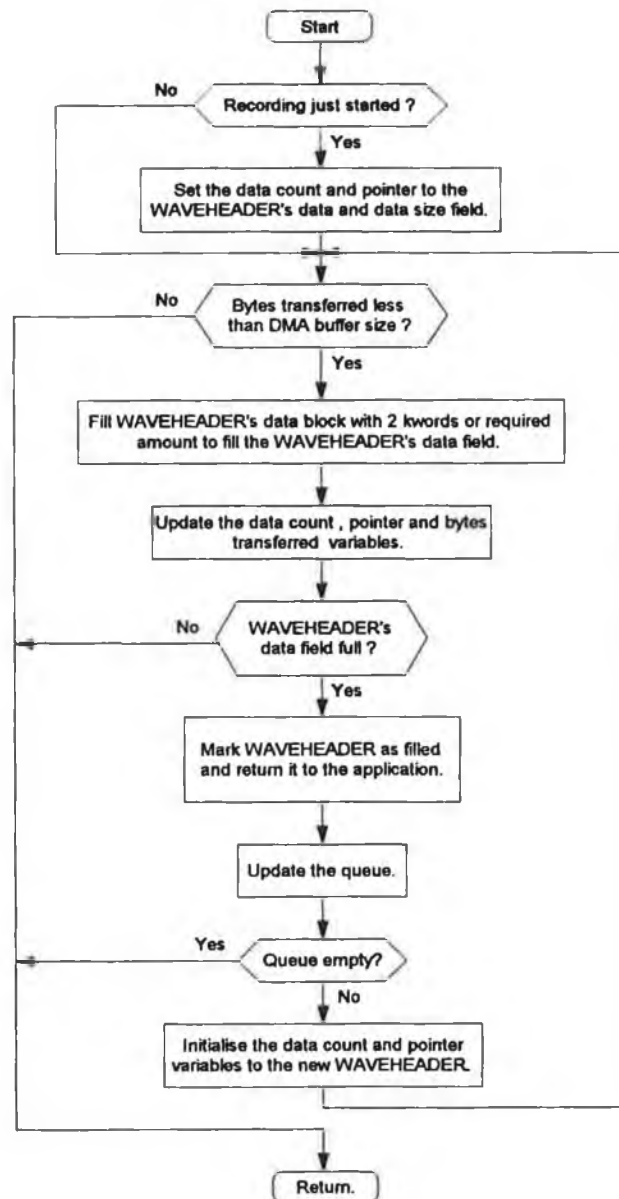 Start
No
Recording just started ?
Yes
Set the data count and pointer to the
WAVEHEADER's data and data size field.
No
Bytes transferred less
than DMA buffer size ?
Yes
Fill WAVEHEADER's data block with 2 kwords or required
amount to fill the WAVEHEADER's data field.
Update the data count , pointer and bytes
transferred variables.
No
WAVEHEADER's
data field full ?
Yes
Mark WAVEHEADER as filled
and return it to the application.
Update the queue.
Yes
Queue empty?
No
Initialise the data count and pointer
variables to the new WAVEHEADER.
Return.